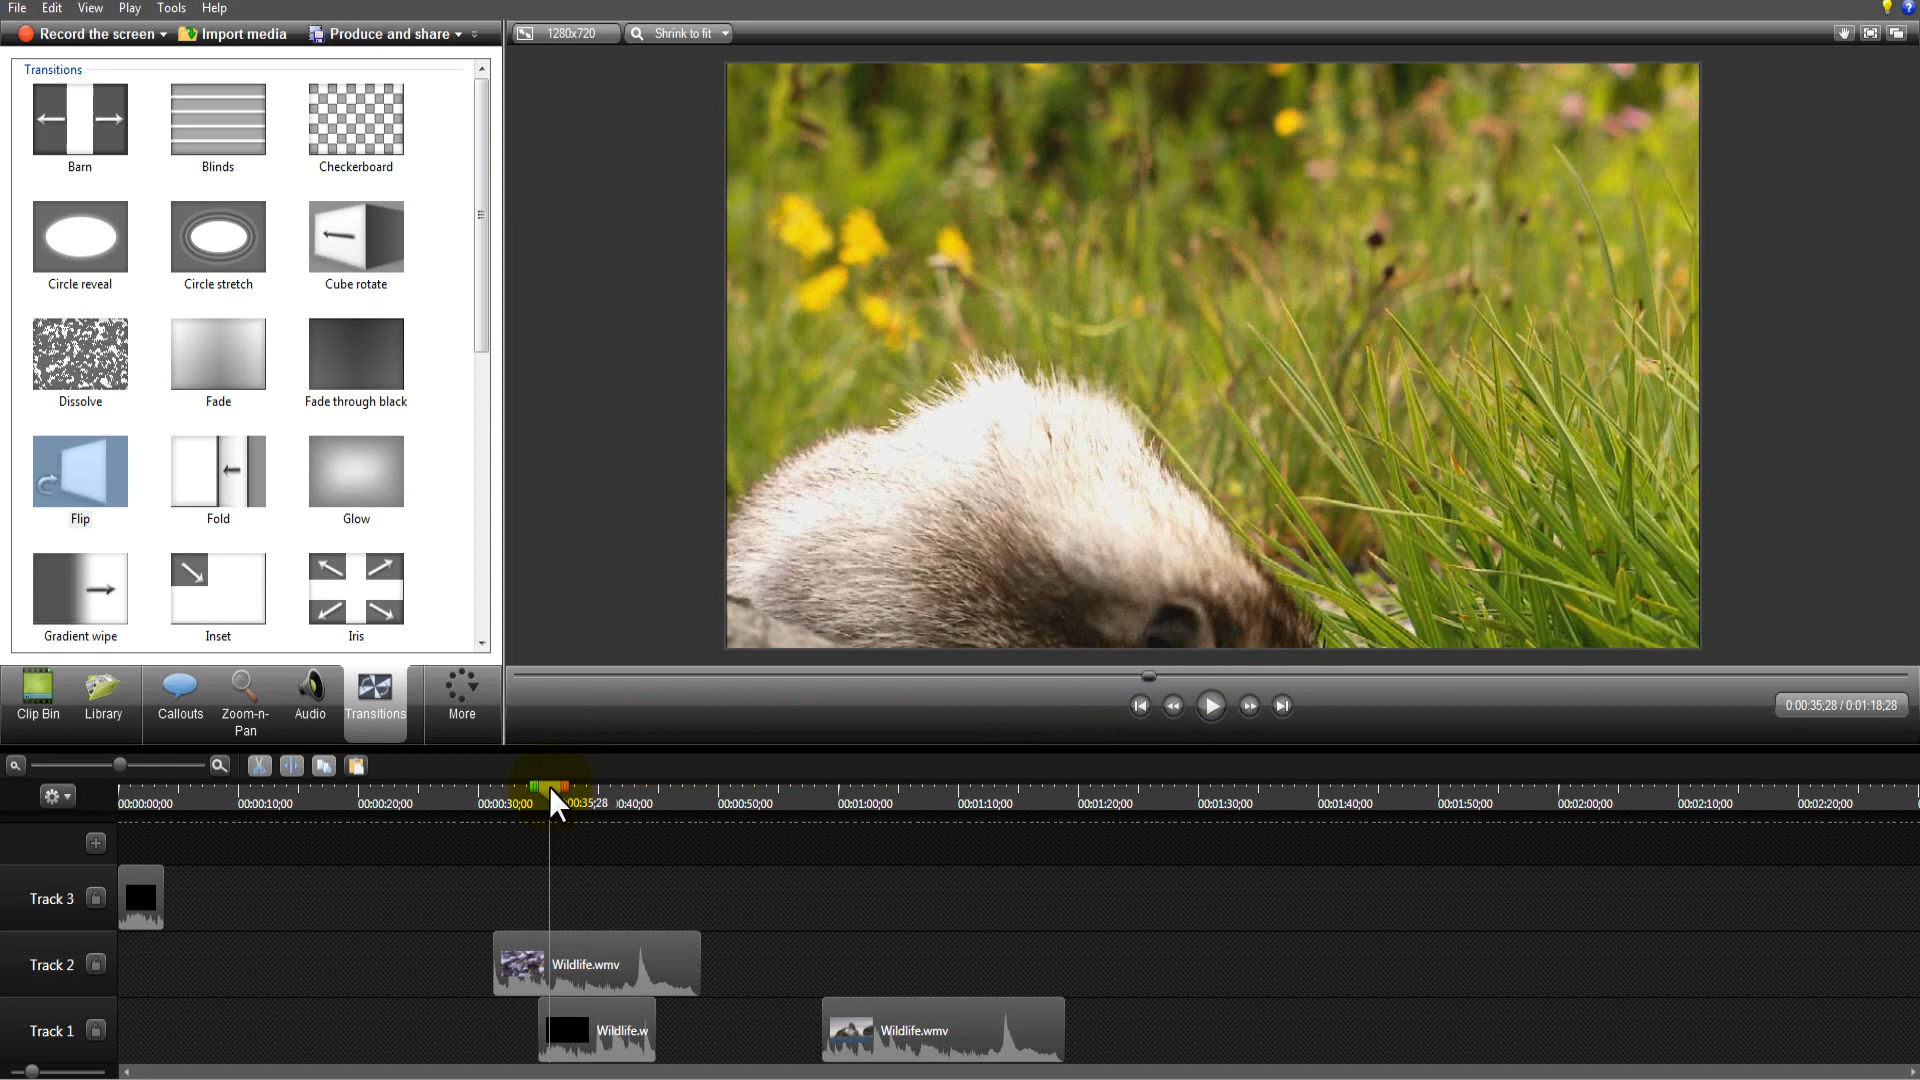 File Edit View Play Tools Help
Record the screen Import media Produce and share 1280x720 Shrink to fit
Transitions
Barn Blinds Checkerboard
Circle reveal Circle stretch Cube rotate
Dissolve Fade Fade through black
Flip Fold Glow
Gradient wipe Inset Iris
Clip Bin Library Callouts Zoom-n-Pan Audio Transitions More
0:00:35;28 / 0:01:18;28
00:00:00;00 00:00:10;00 00:00:20;00 00:00:30;00 00:35;28 00:40;00 00:00:50;00 00:01:00;00 00:01:10;00 00:01:20;00 00:01:30;00 00:01:40;00 00:01:50;00 00:02:00;00 00:02:10;00 00:02:20;00
Track 3
Track 2 Wildlife.wmv
Track 1 Wildlife.w Wildlife.wmv